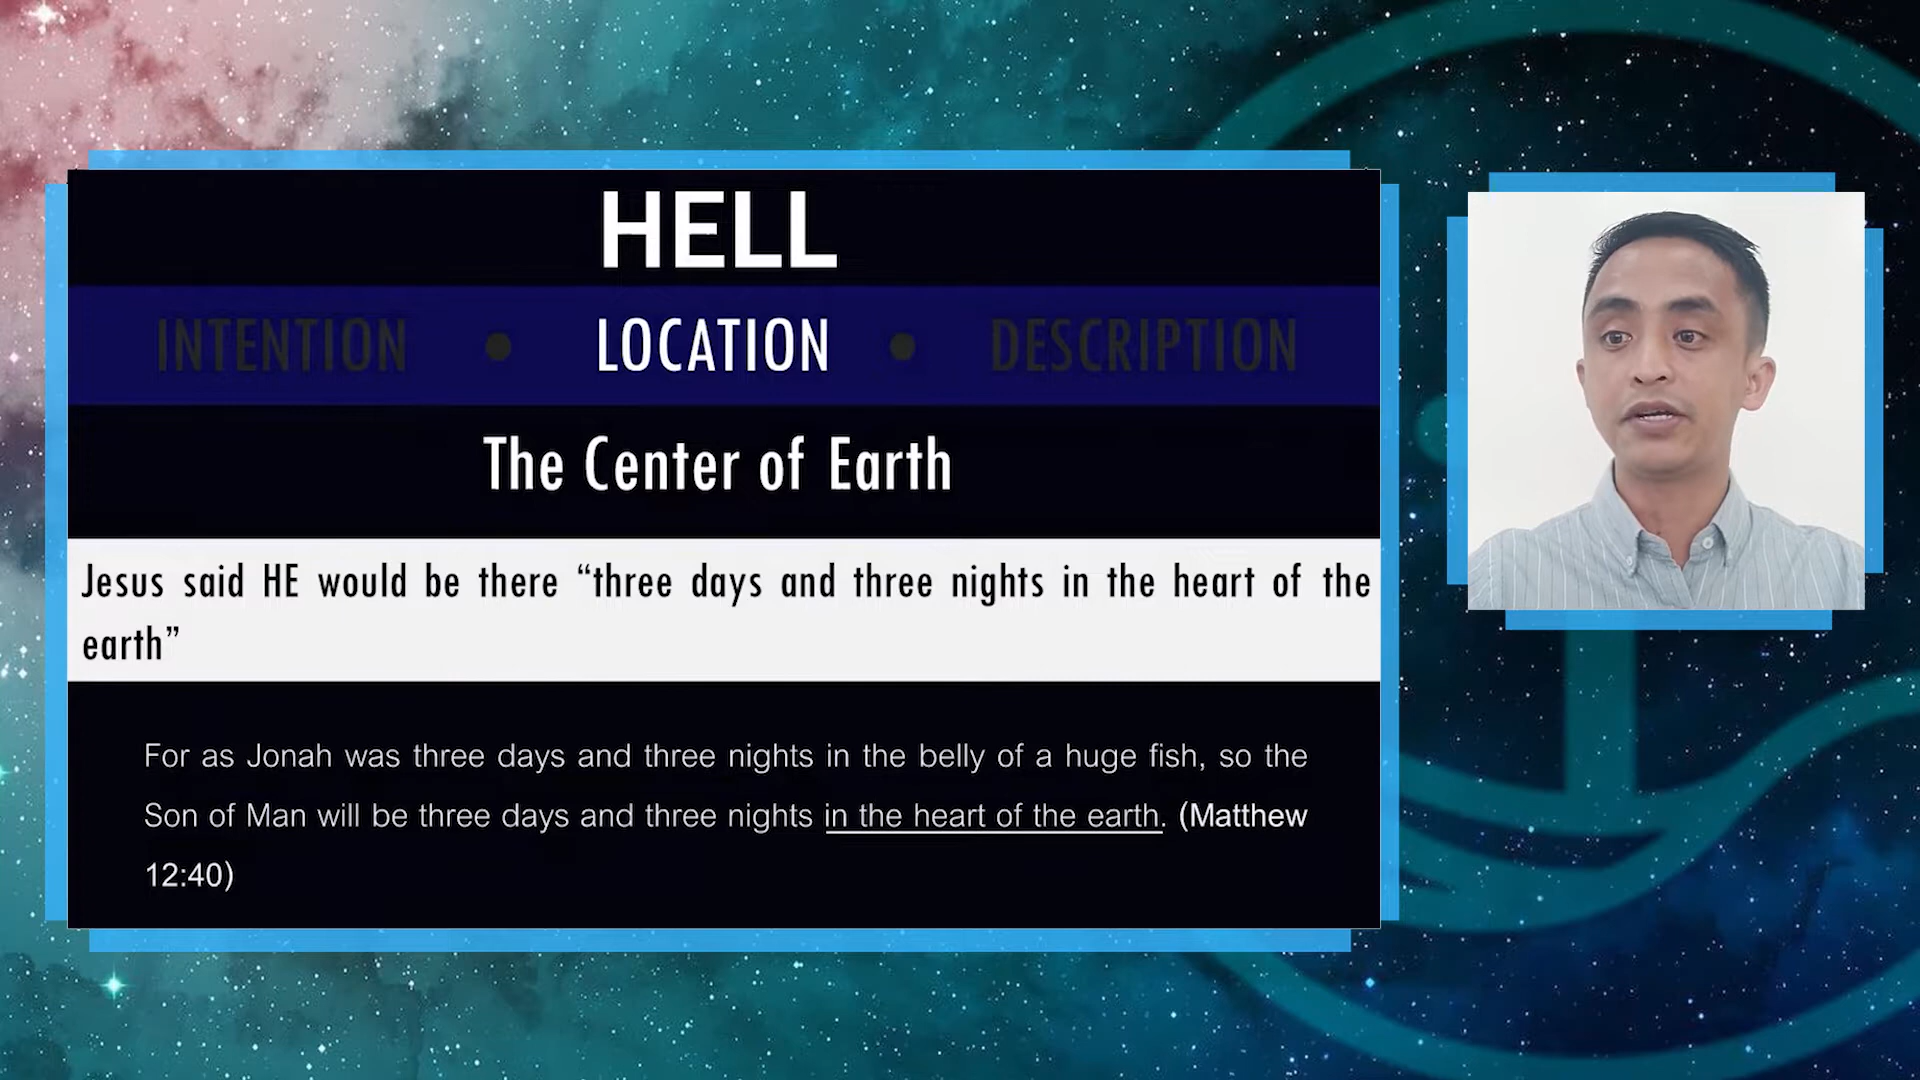 HELL
INTENTION • LOCATION • DESCRIPTION
The Center of Earth
Jesus said HE would be there “three days and three nights in the heart of the
earth”
For as Jonah was three days and three nights in the belly of a huge fish, so the
Son of Man will be three days and three nights in the heart of the earth. (Matthew
12:40)